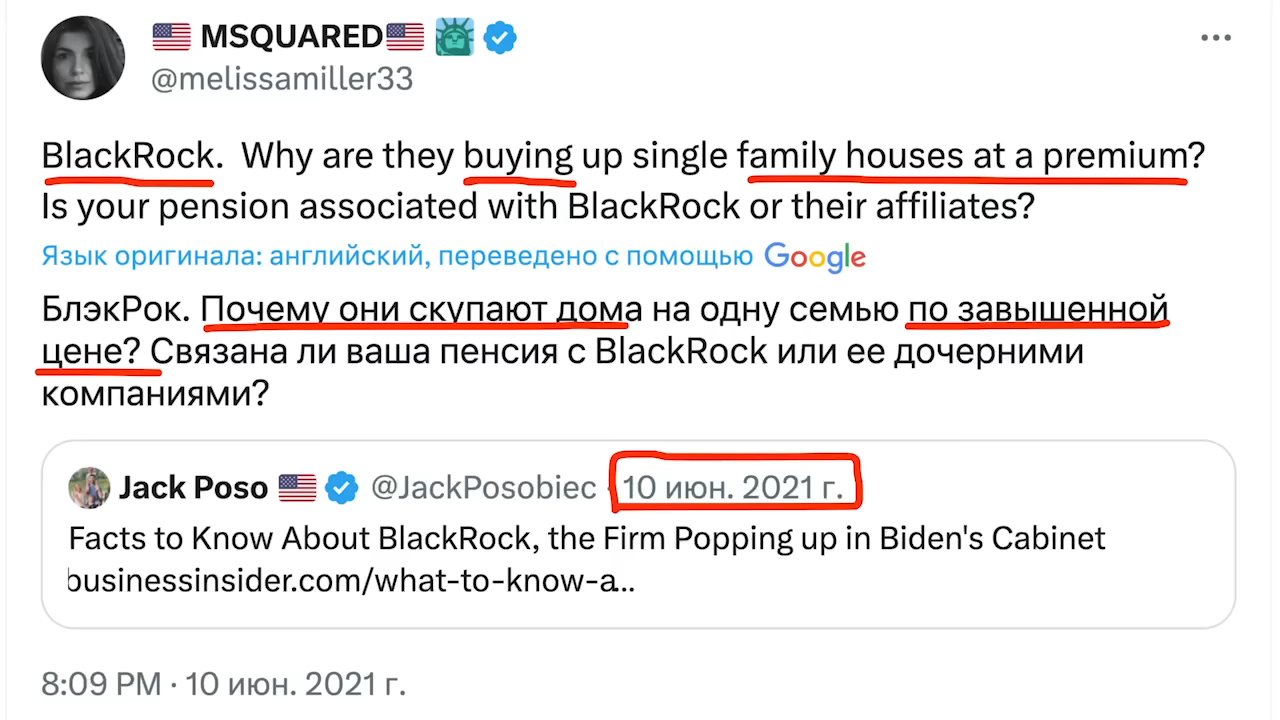 🇺🇸 MSQUARED🇺🇸 🗽
@melissamiller33
BlackRock. Why are they buying up single family houses at a premium?
Is your pension associated with BlackRock or their affiliates?
Язык оригинала: английский, переведено с помощью Google
БлэкРок. Почему они скупают дома на одну семью по завышенной
цене? Связана ли ваша пенсия с BlackRock или ее дочерними
компаниями?
Jack Poso 🇺🇸 @JackPosobiec · 10 июн. 2021 г.
Facts to Know About BlackRock, the Firm Popping up in Biden's Cabinet
businessinsider.com/what-to-know-a...
8:09 PM · 10 июн. 2021 г.